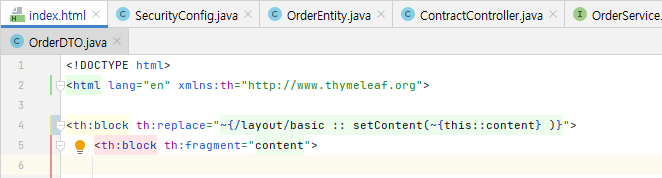 index.html SecurityConfig.java OrderEntity.java ContractController.java OrderService.
OrderDTO.java
1 <!DOCTYPE html>
2 <html lang="en" xmlns:th="http://www.thymeleaf.org">
3
4 <th:block th:replace="~{/layout/basic :: setContent(~{this::content} )}">
5 <th:block th:fragment="content">
6